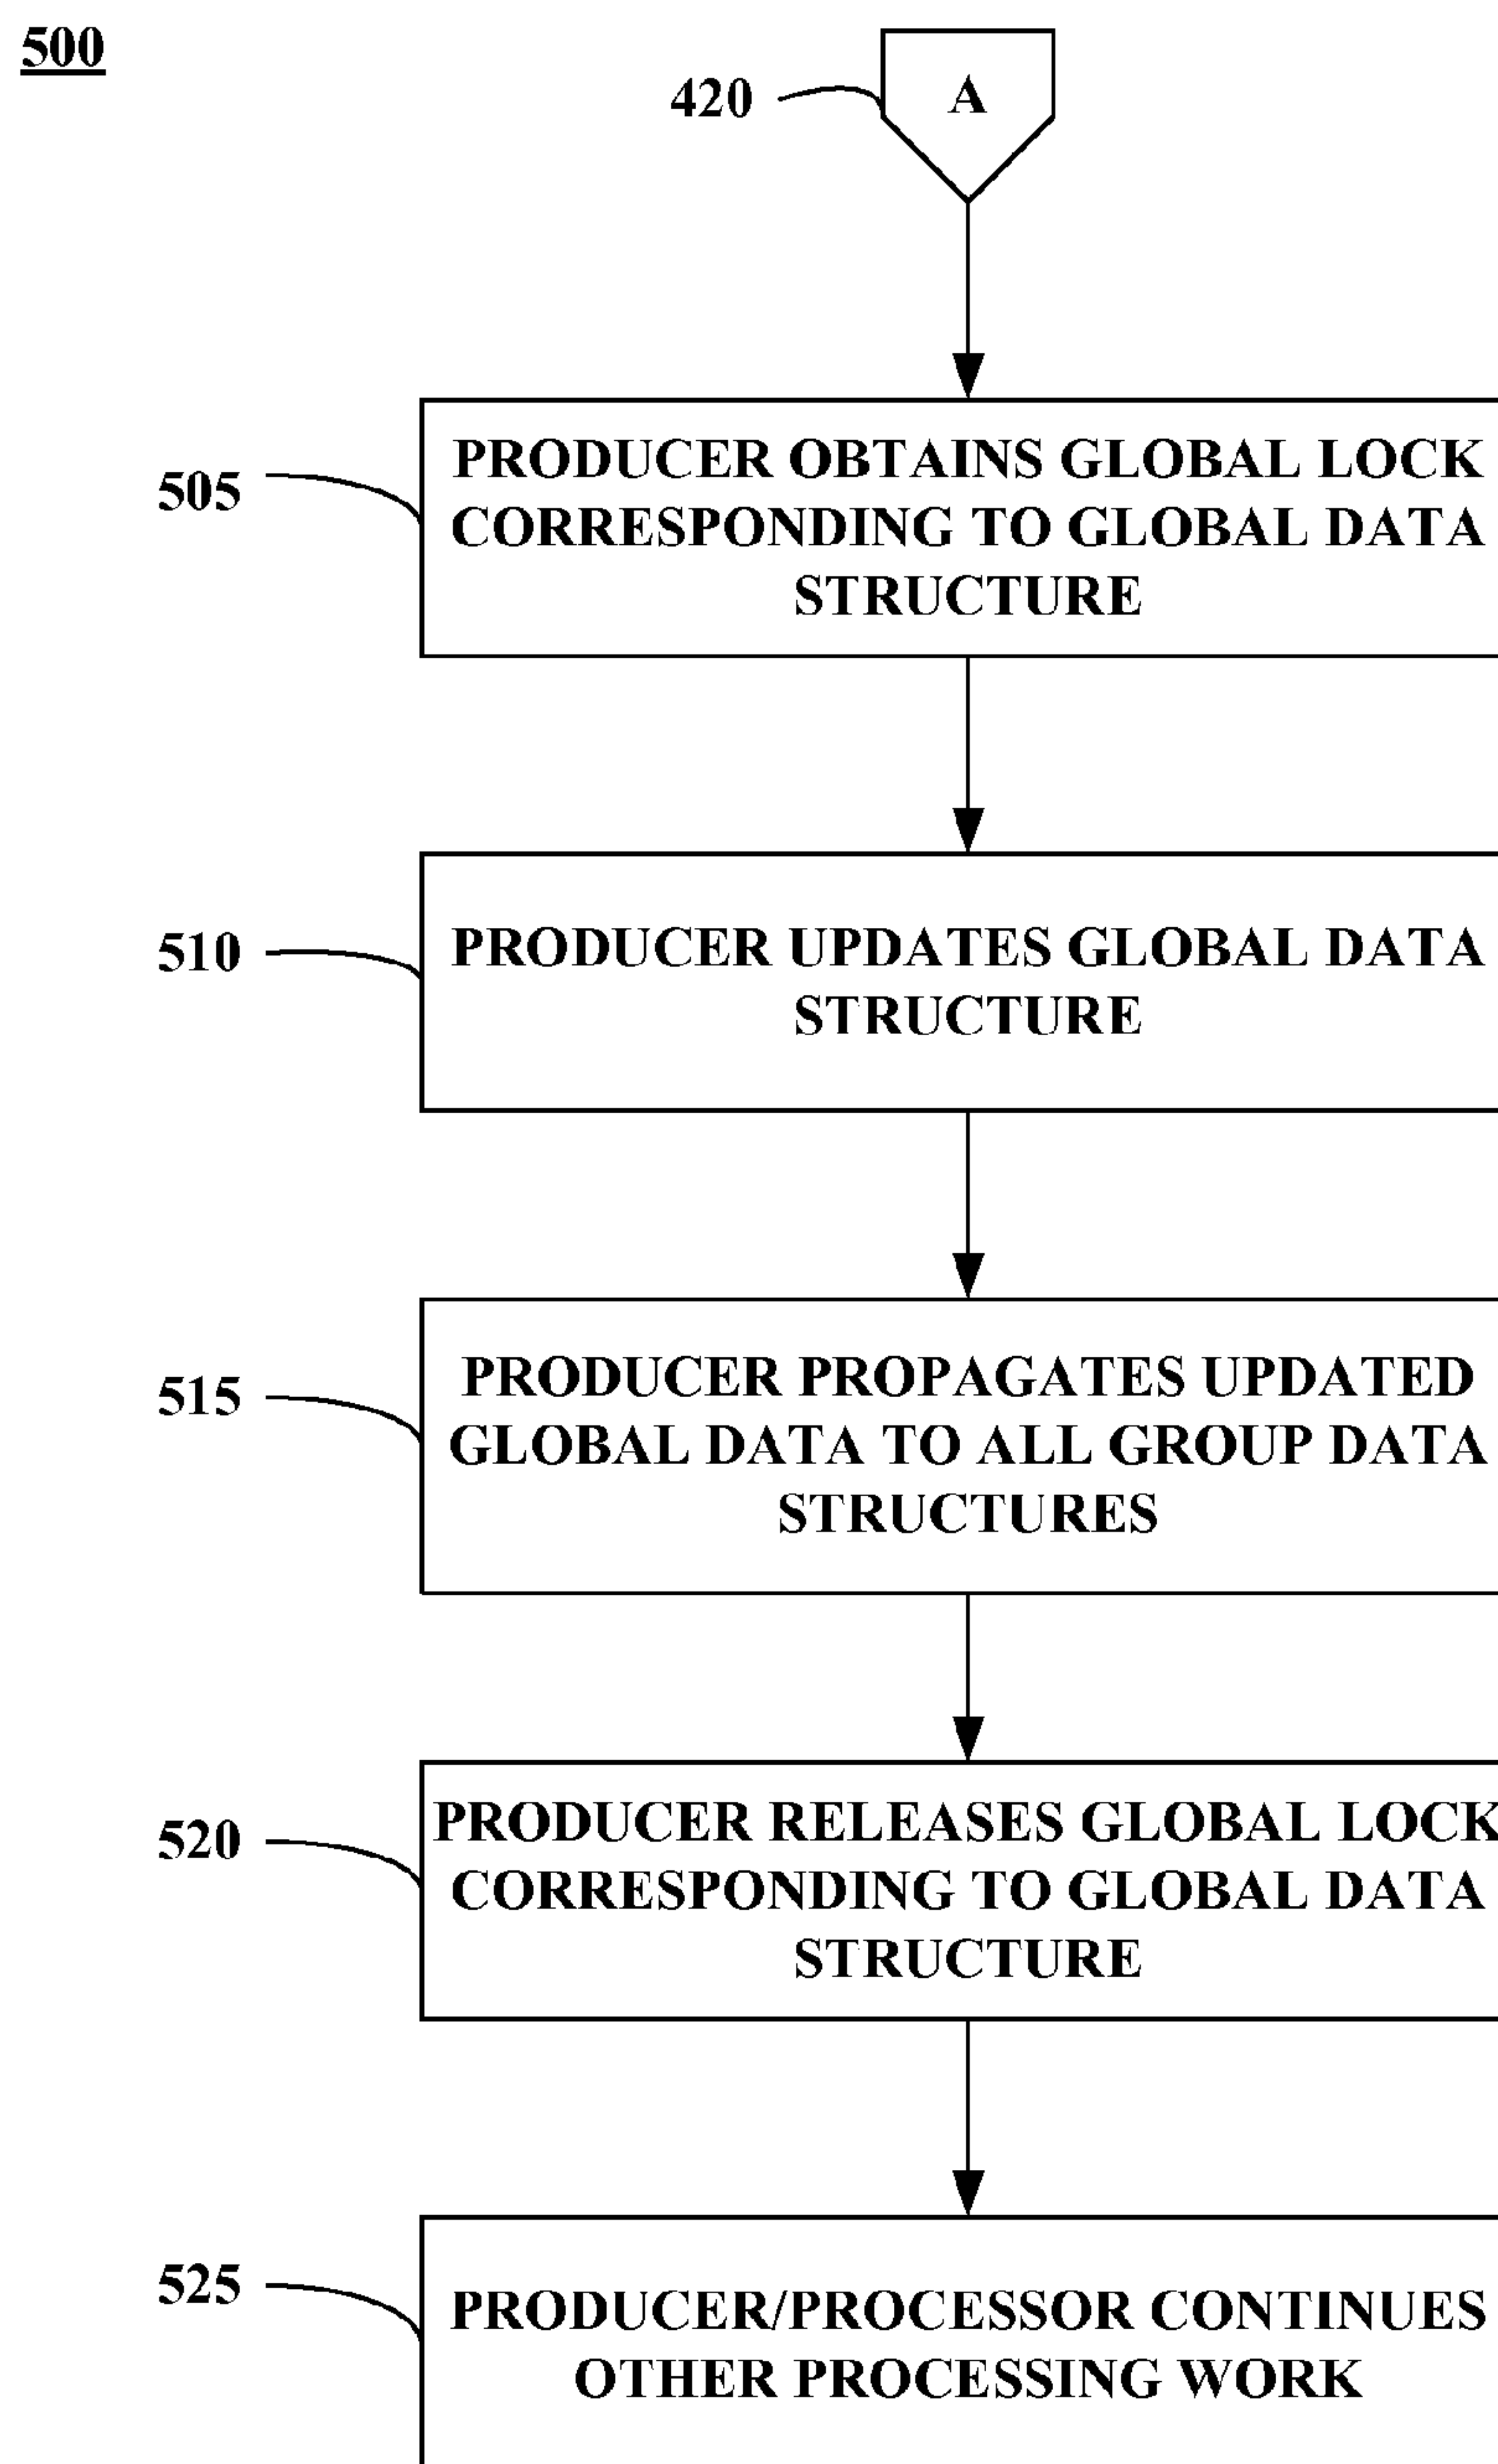 500
420
A
505
PRODUCER OBTAINS GLOBAL LOCK
CORRESPONDING TO GLOBAL DATA
STRUCTURE
510
PRODUCER UPDATES GLOBAL DATA
STRUCTURE
515
PRODUCER PROPAGATES UPDATED
GLOBAL DATA TO ALL GROUP DATA
STRUCTURES
520
PRODUCER RELEASES GLOBAL LOCK
CORRESPONDING TO GLOBAL DATA
STRUCTURE
525
PRODUCER/PROCESSOR CONTINUES
OTHER PROCESSING WORK